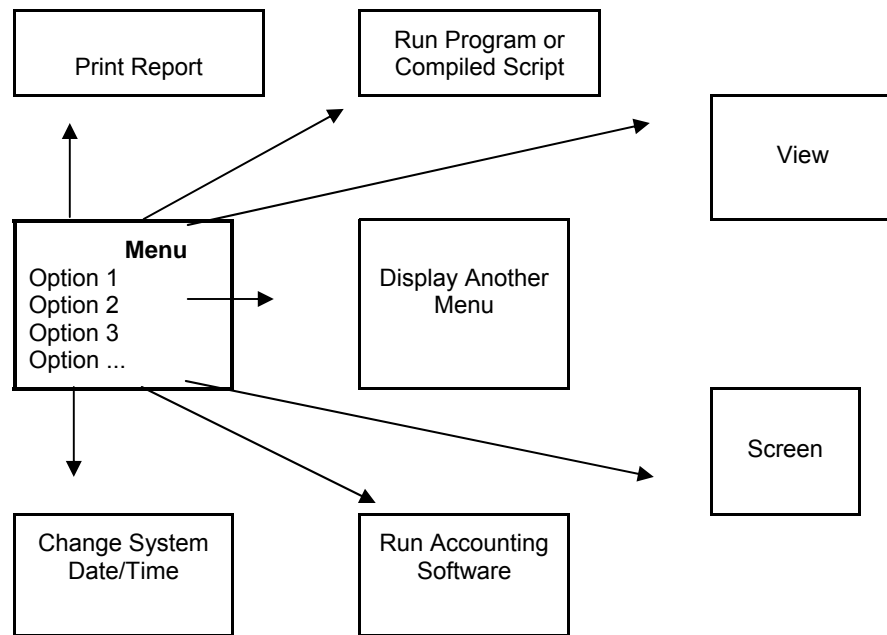 Print Report
Run Program or
Compiled Script
View
Menu
Option 1
Option 2
Option 3
Option ...
Display Another
Menu
Screen
Change System
Date/Time
Run Accounting
Software